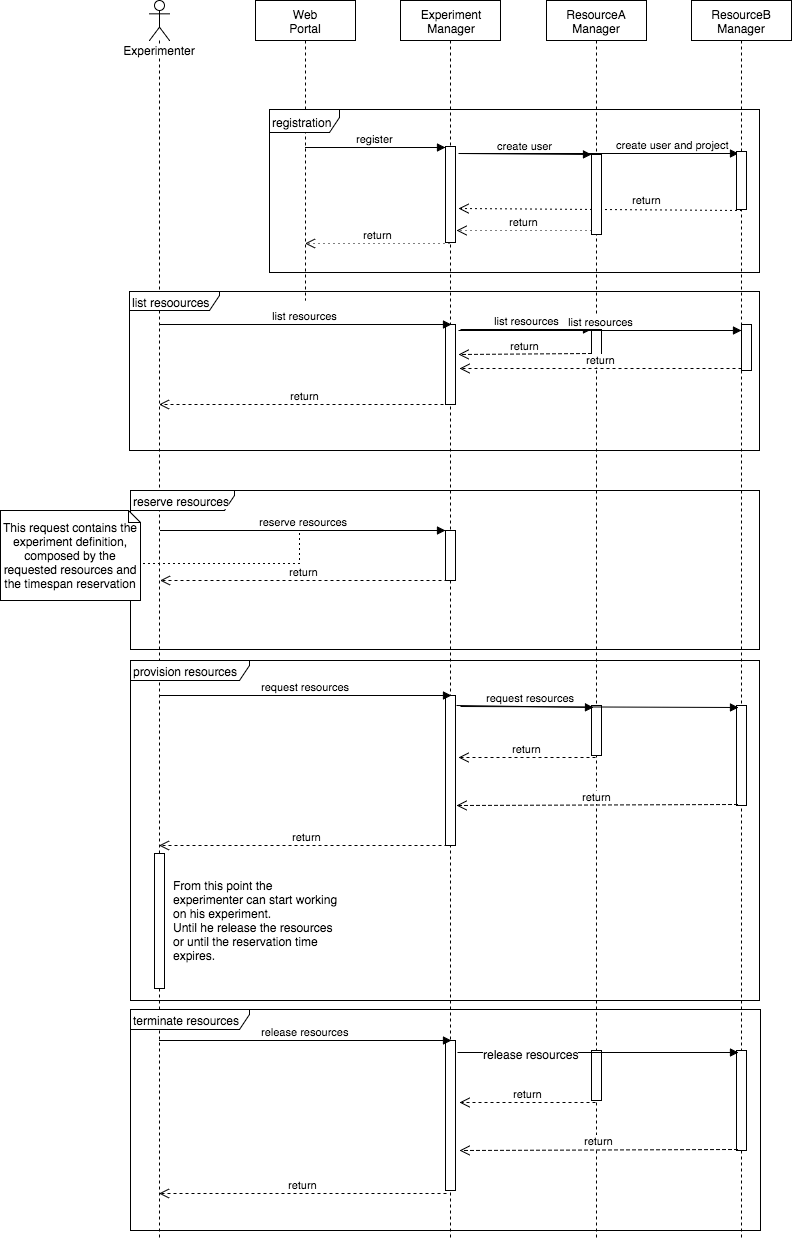 Experimenter
Web
Portal
Experiment
Manager
ResourceA
Manager
ResourceB
Manager
registration
register
create user
create user and project
return
return
return
list resoources
list resources
list resources
list resources
return
return
return
reserve resources
This request contains the
experiment definition,
composed by the
requested resources and
the timespan reservation
reserve resources
return
provision resources
request resources
request resources
return
return
return
From this point the
experimenter can start working
on his experiment.
Until he release the resources
or until the reservation time
expires.
terminate resources
release resources
release resources
return
return
return